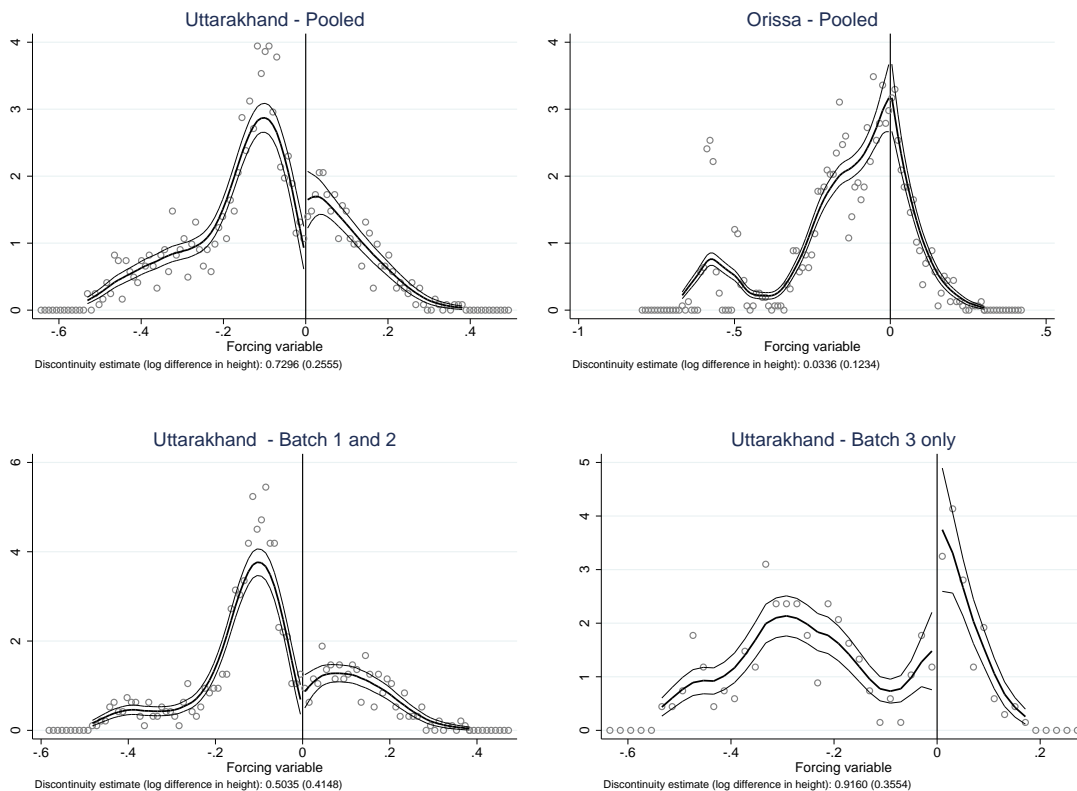 Uttarakhand - Pooled
4
3
2
1
0
-.6 -.4 -.2 0 .2 .4
Forcing variable
Discontinuity estimate (log difference in height): 0.7296 (0.2555)
Orissa - Pooled
4
3
2
1
0
-1 -.5 0 .5
Forcing variable
Discontinuity estimate (log difference in height): 0.0336 (0.1234)
Uttarakhand - Batch 1 and 2
6
4
2
0
-.6 -.4 -.2 0 .2 .4
Forcing variable
Discontinuity estimate (log difference in height): 0.5035 (0.4148)
Uttarakhand - Batch 3 only
5
4
3
2
1
0
-.6 -.4 -.2 0 .2
Forcing variable
Discontinuity estimate (log difference in height): 0.9160 (0.3554)